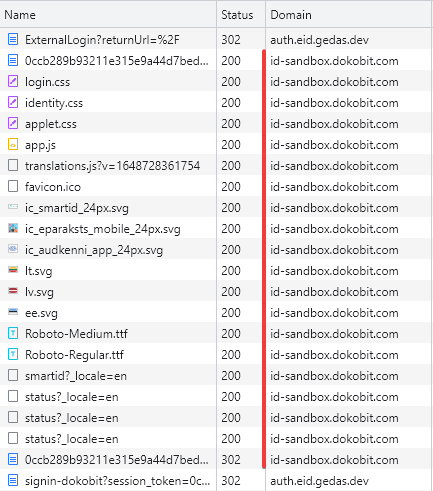 Name Status Domain
ExternalLogin?returnUrl=%2F 302 auth.eid.gedas.dev
0ccb289b93211e315e9a44d7bed... 200 id-sandbox.dokobit.com
login.css 200 id-sandbox.dokobit.com
identity.css 200 id-sandbox.dokobit.com
applet.css 200 id-sandbox.dokobit.com
app.js 200 id-sandbox.dokobit.com
translations.js?v=1648728361754 200 id-sandbox.dokobit.com
favicon.ico 200 id-sandbox.dokobit.com
ic_smartid_24px.svg 200 id-sandbox.dokobit.com
ic_eparaksts_mobile_24px.svg 200 id-sandbox.dokobit.com
ic_audkenni_app_24px.svg 200 id-sandbox.dokobit.com
lt.svg 200 id-sandbox.dokobit.com
lv.svg 200 id-sandbox.dokobit.com
ee.svg 200 id-sandbox.dokobit.com
Roboto-Medium.ttf 200 id-sandbox.dokobit.com
Roboto-Regular.ttf 200 id-sandbox.dokobit.com
smartid?_locale=en 200 id-sandbox.dokobit.com
status?_locale=en 200 id-sandbox.dokobit.com
status?_locale=en 200 id-sandbox.dokobit.com
status?_locale=en 200 id-sandbox.dokobit.com
0ccb289b93211e315e9a44d7bed... 302 id-sandbox.dokobit.com
signin-dokobit?session_token=0c... 302 auth.eid.gedas.dev